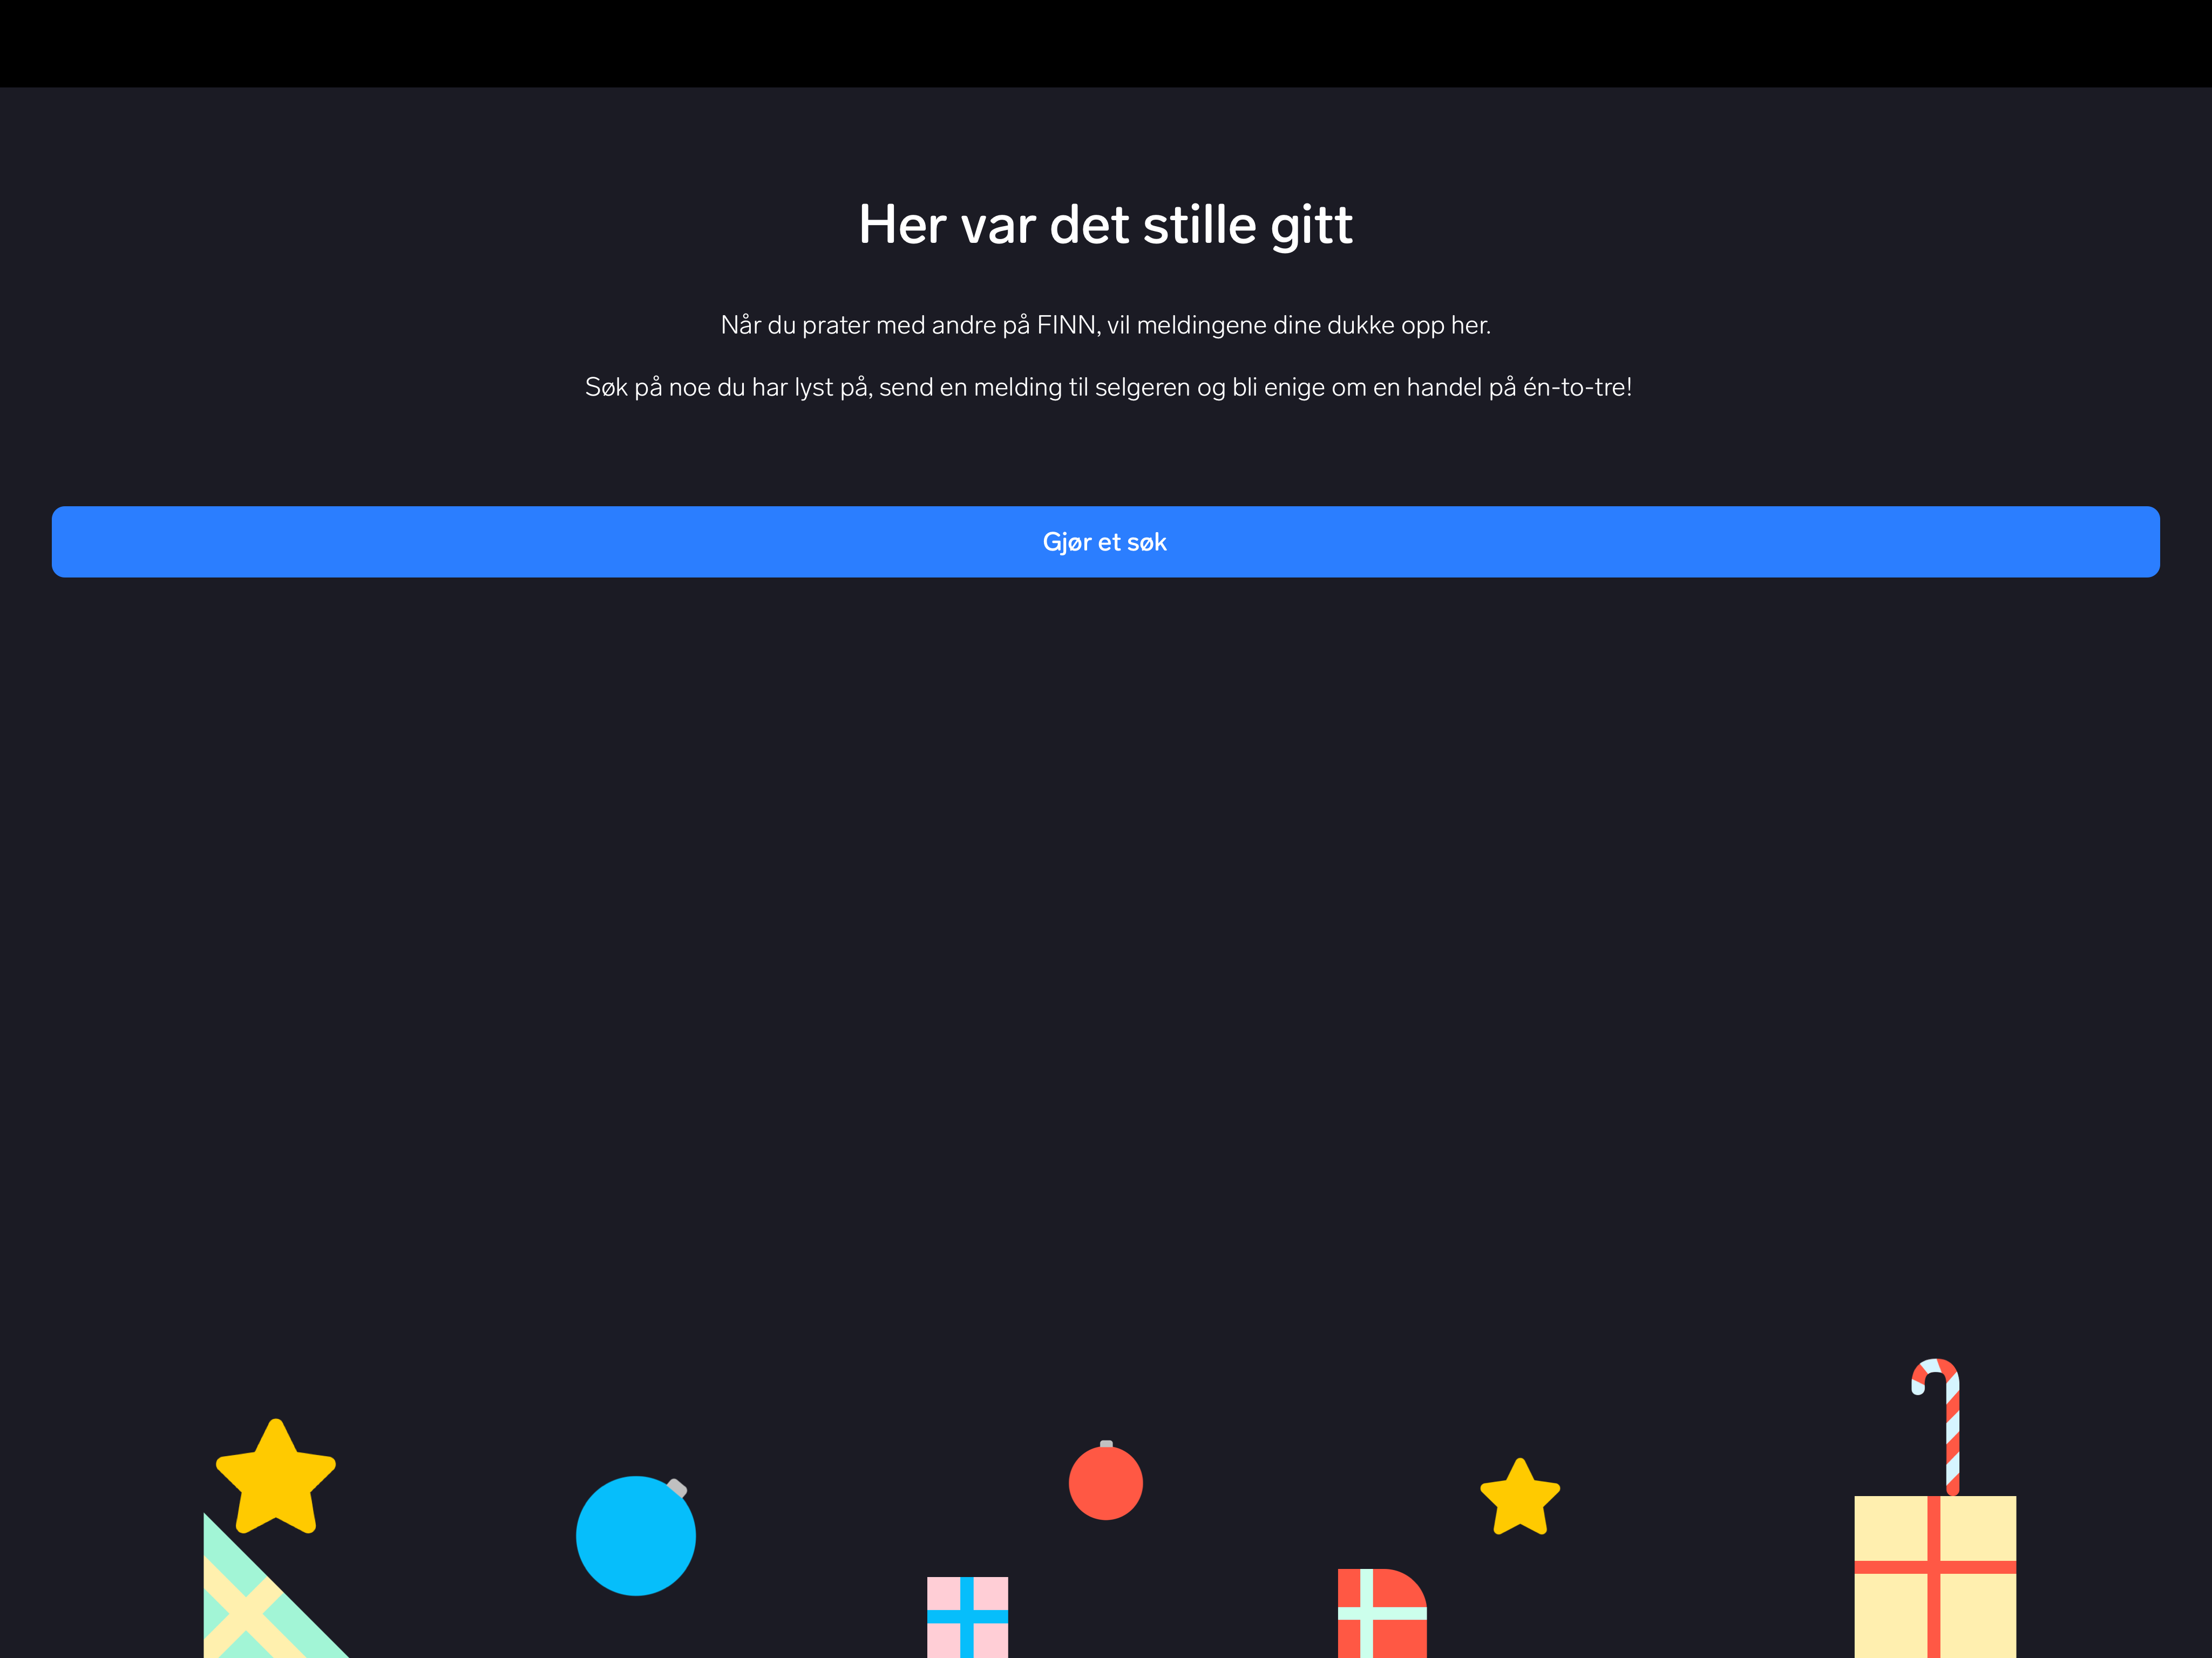 Her var det stille gitt
Når du prater med andre på FINN, vil meldingene dine dukke opp her.
Søk på noe du har lyst på, send en melding til selgeren og bli enige om en handel på én-to-tre!
Gjør et søk